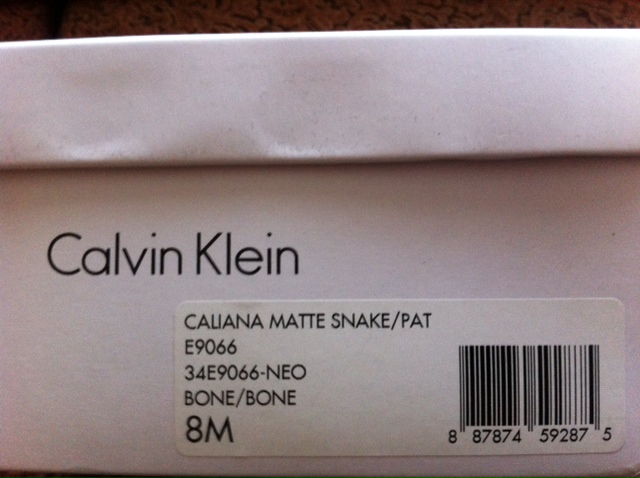 Calvin Klein
CALIANA MATTE SNAKE/PAT
E9066
34E9066-NEO
BONE/BONE
8M
8 87874 59287 5